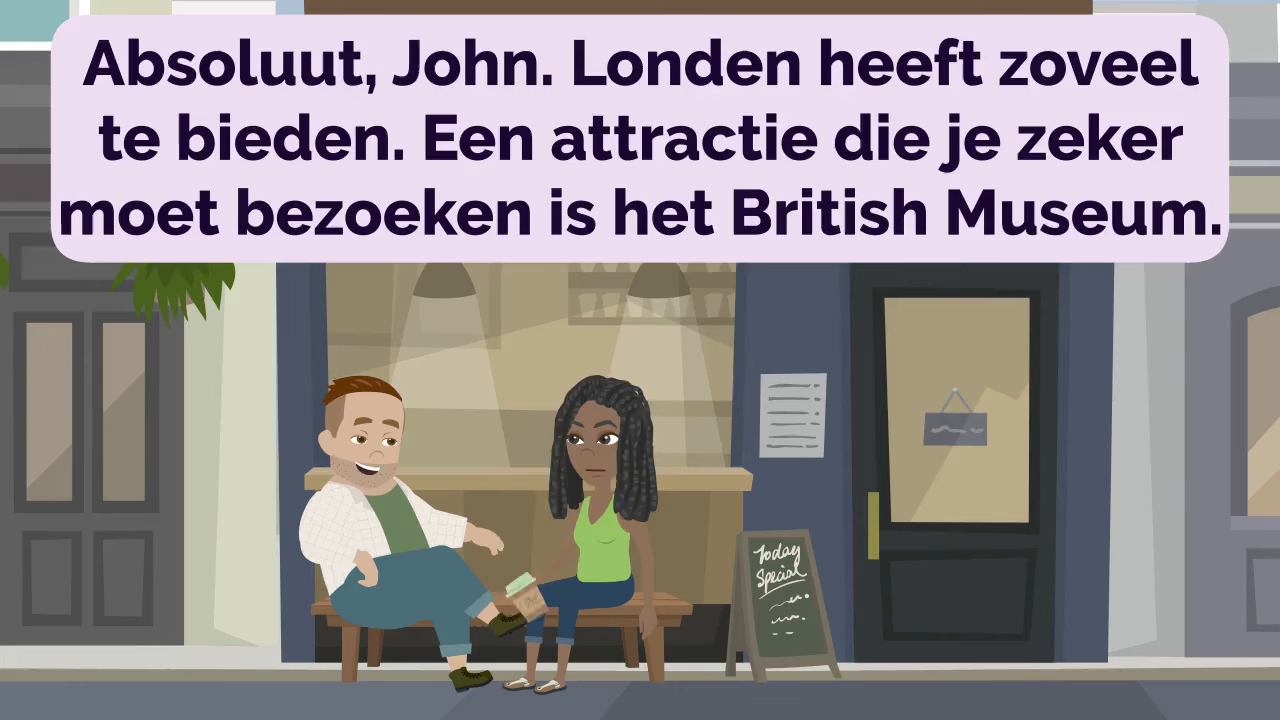 Absoluut, John. Londen heeft zoveel
te bieden. Een attractie die je zeker
moet bezoeken is het British Museum.
Today
Special